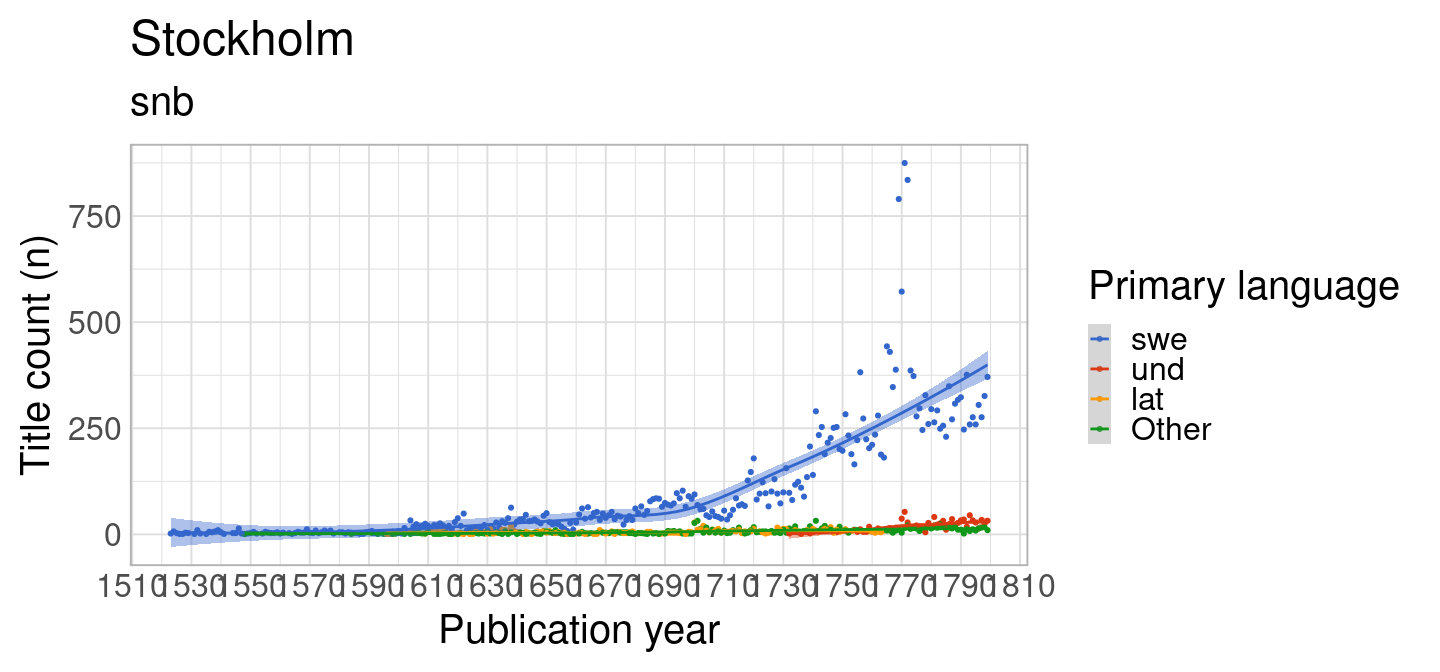 Stockholm
snb
750
500
250
0
Title count (n)
1510 1530 1550 1570 1590 1610 1630 1650 1670 1690 1710 1730 1750 1770 1790 1810
Publication year
Primary language
swe
und
lat
Other